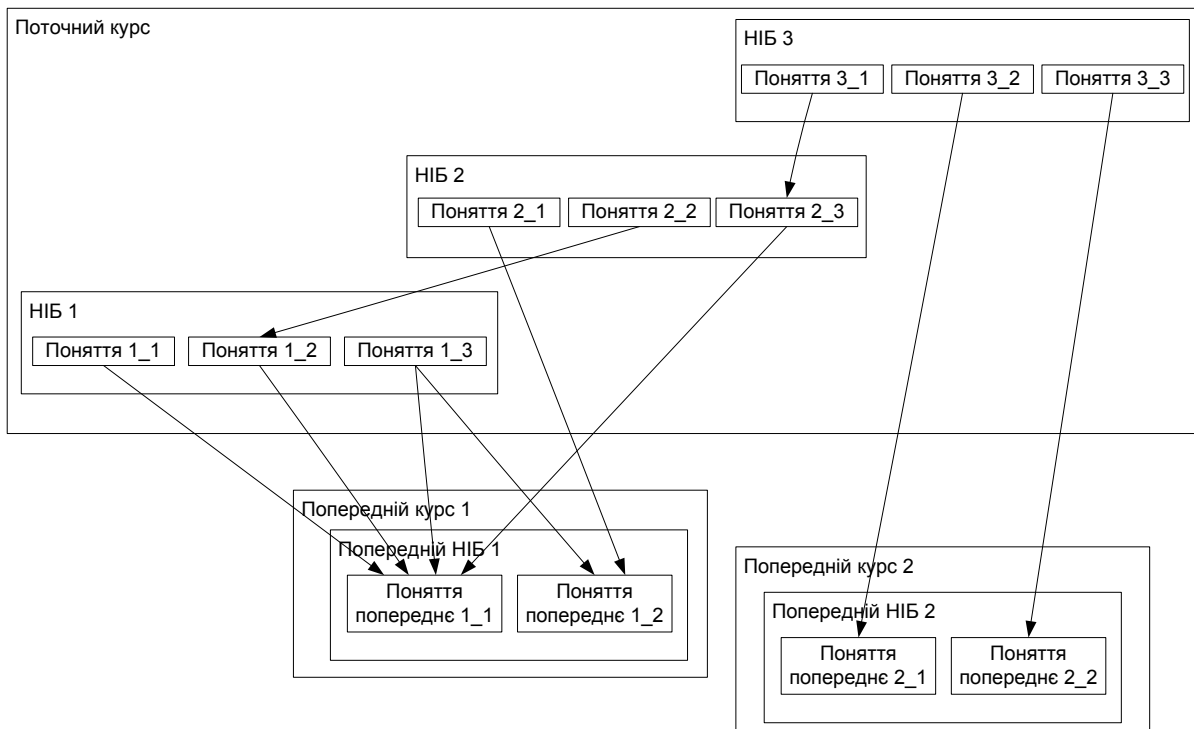 Поточний курс
НІБ 3
Поняття 3_1
Поняття 3_2
Поняття 3_3
НІБ 2
Поняття 2_1
Поняття 2_2
Поняття 2_3
НІБ 1
Поняття 1_1
Поняття 1_2
Поняття 1_3
Попередній курс 1
Попередній НІБ 1
Поняття
попереднє 1_1
Поняття
попереднє 1_2
Попередній курс 2
Попередній НІБ 2
Поняття
попереднє 2_1
Поняття
попереднє 2_2